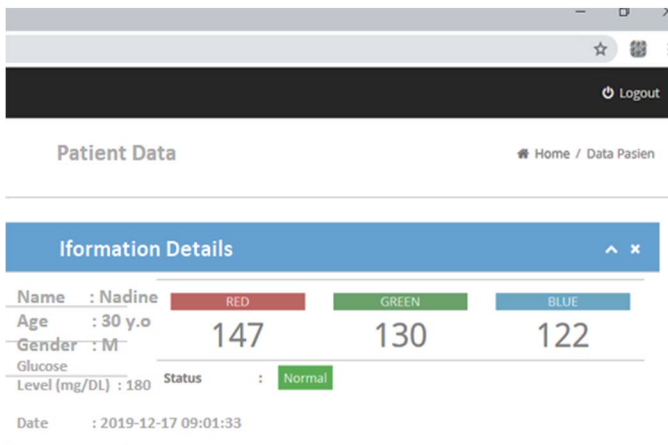 Logout
Patient Data
Home / Data Pasien
Iformation Details
Name : Nadine
Age : 30 y.o
Gender : M
Glucose
Level (mg/DL) : 180
RED GREEN BLUE
147 130 122
Status : Normal
Date : 2019-12-17 09:01:33